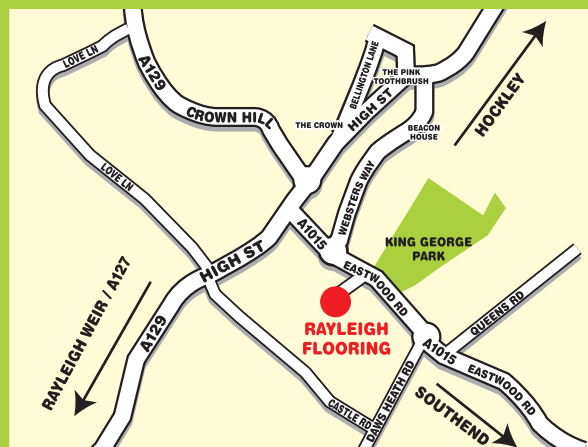 LOVE LN
A129
CROWN HILL
BELLINGTON LANE
THE PINK
TOOTHBRUSH
HIGH ST
THE CROWN
BEACON
HOUSE
HOCKLEY
LOVE LN
WEBSTERS WAY
A1015
KING GEORGE
PARK
HIGH ST
EASTWOOD RD
RAYLEIGH WEIR / A127
A129
RAYLEIGH
FLOORING
QUEENS RD
A1015
EASTWOOD RD
CASTLE RD
DAWS HEATH RD
SOUTHEND